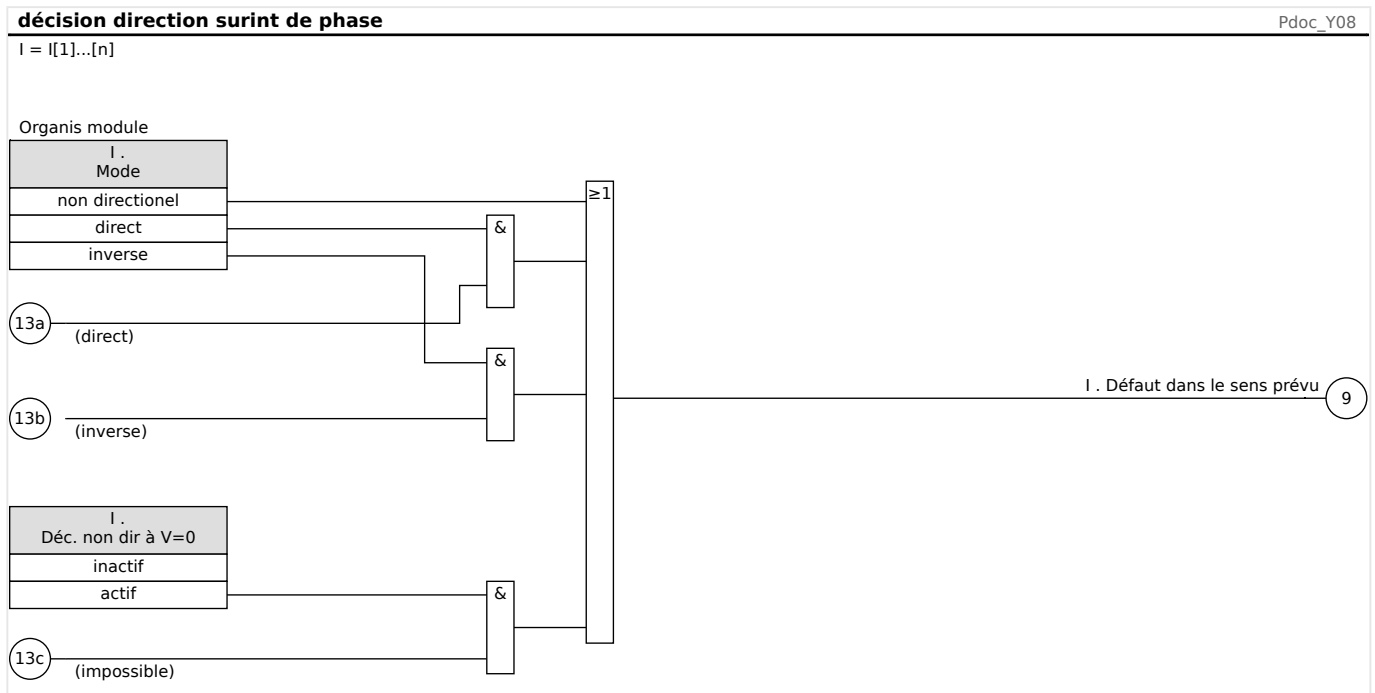 décision direction surint de phase
Pdoc_Y08
I = I[1]...[n]
Organis module
I .
Mode
non directionel
direct
inverse
≥1
&
13a
(direct)
&
13b
(inverse)
I . Défaut dans le sens prévu
9
I .
Déc. non dir à V=0
inactif
actif
&
13c
(impossible)